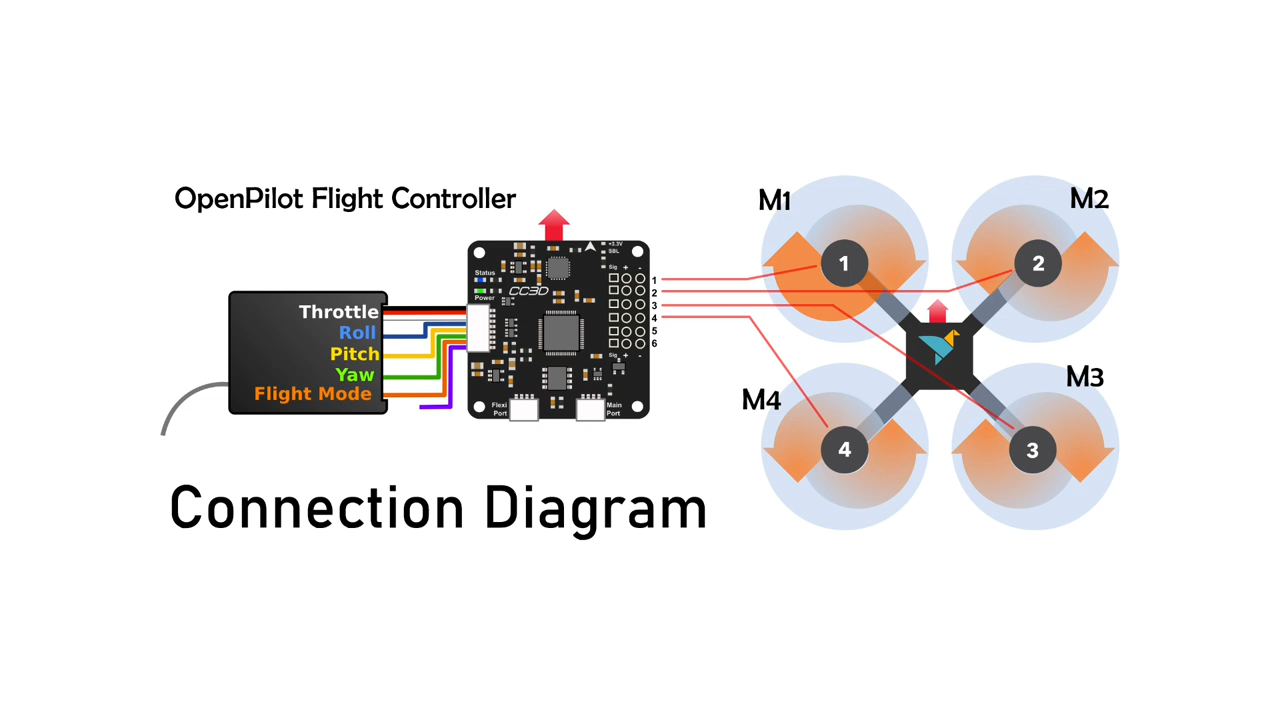 OpenPilot Flight Controller
Throttle
Roll
Pitch
Yaw
Flight Mode
Status
Power
CC3D
+3.3V
SBL
Sig + -
1
2
3
4
5
6
Sig + -
Flexi
Port
Main
Port
M1
M2
1
2
M4
M3
4
3
Connection Diagram